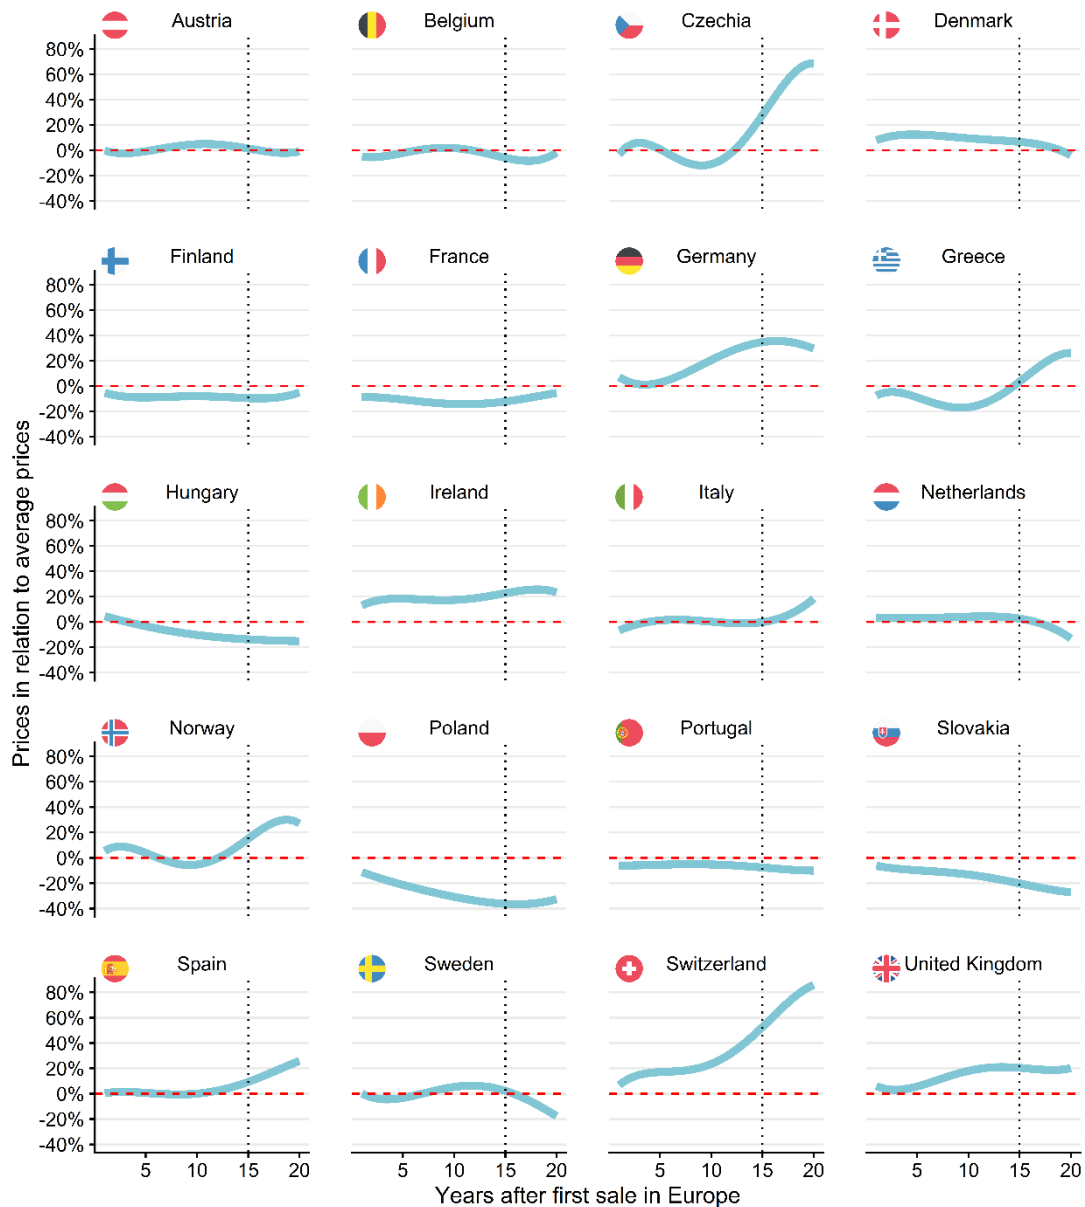 Austria
Belgium
Czechia
Denmark
80%
60%
40%
20%
0%
-20%
-40%
Finland
France
Germany
Greece
80%
60%
40%
20%
0%
-20%
-40%
Hungary
Ireland
Italy
Netherlands
80%
60%
40%
20%
0%
-20%
-40%
Norway
Poland
Portugal
Slovakia
80%
60%
40%
20%
0%
-20%
-40%
Spain
Sweden
Switzerland
United Kingdom
80%
60%
40%
20%
0%
-20%
-40%
5 10 15 20
5 10 15 20
5 10 15 20
5 10 15 20
Years after first sale in Europe
Prices in relation to average prices